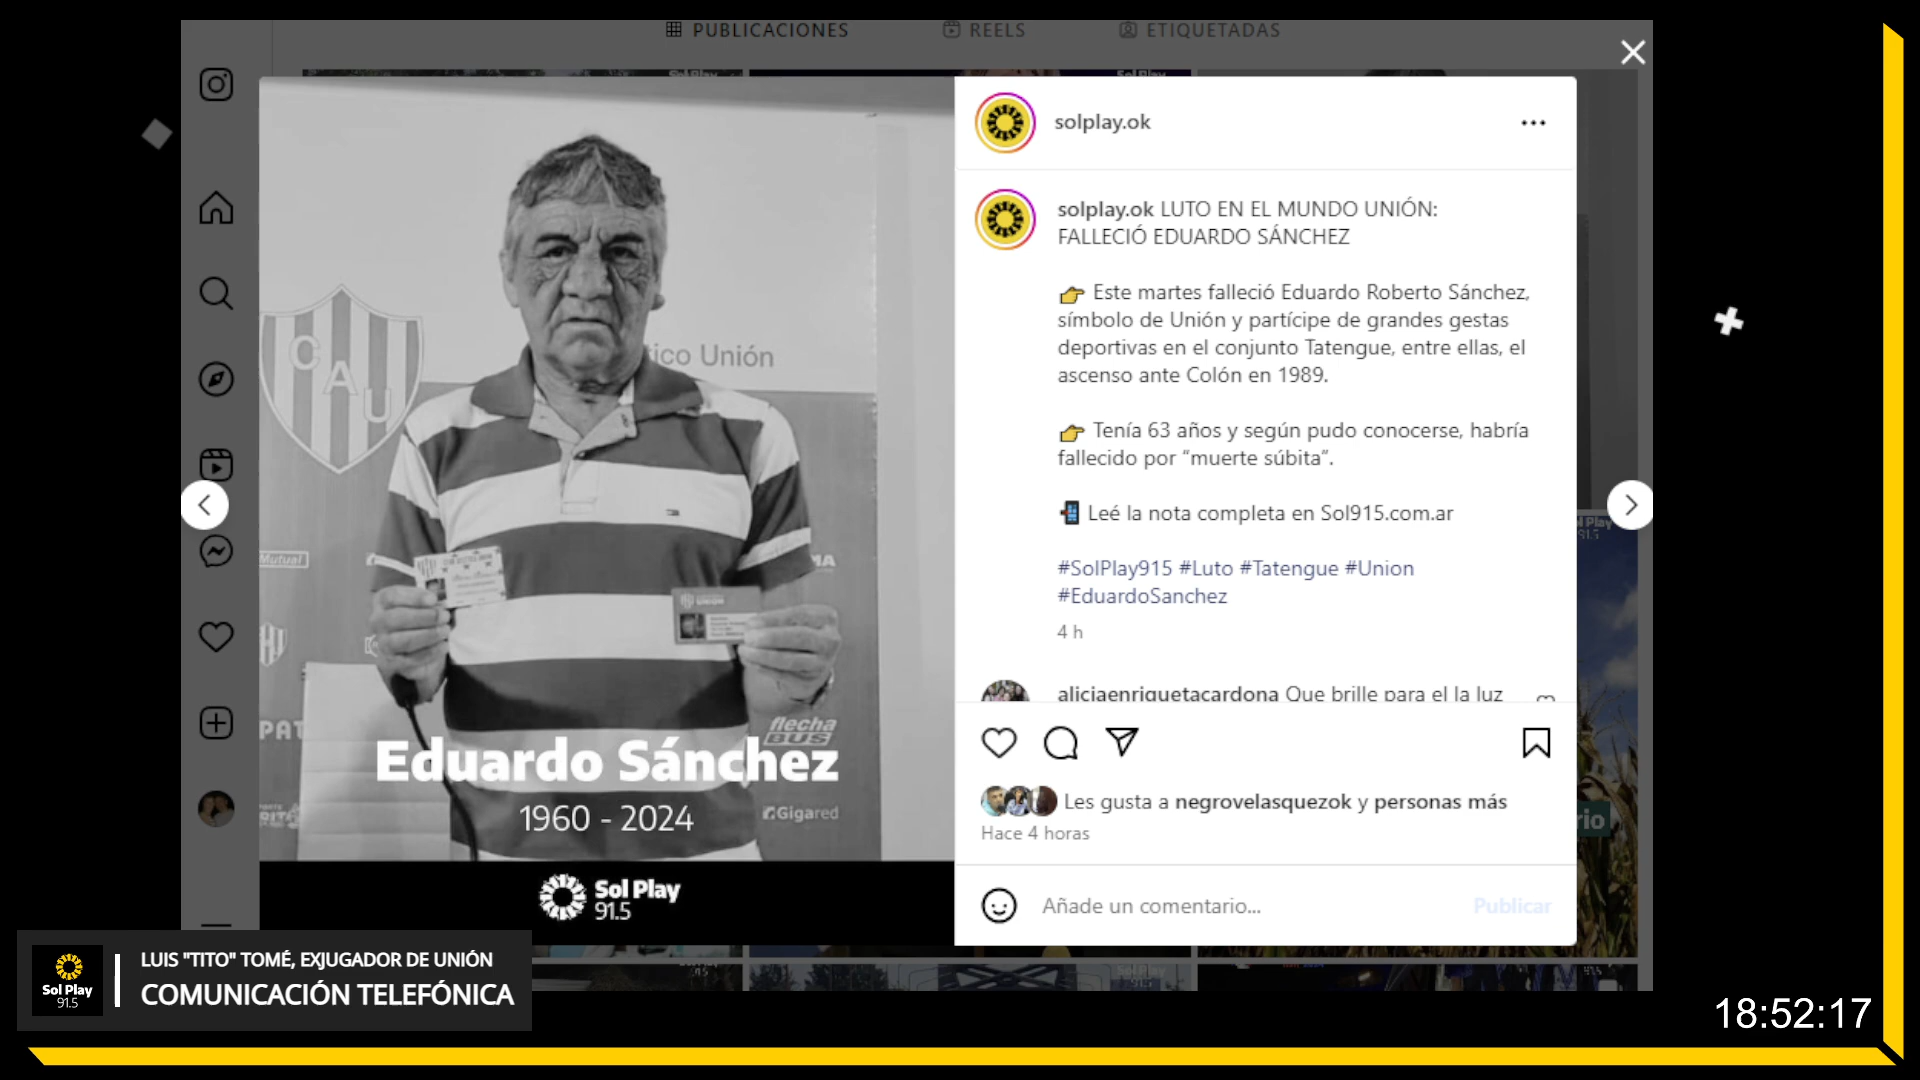 PUBLICACIONES
REELS
ETIQUETADAS
CAU
ico Unión
Mutual
flecha
BUS
Gigared
Eduardo Sánchez
1960 - 2024
Sol Play
91.5
solplay.ok
solplay.ok LUTO EN EL MUNDO UNIÓN:
FALLECIÓ EDUARDO SÁNCHEZ
👉 Este martes falleció Eduardo Roberto Sánchez,
símbolo de Unión y partícipe de grandes gestas
deportivas en el conjunto Tatengue, entre ellas, el
ascenso ante Colón en 1989.
👉 Tenía 63 años y según pudo conocerse, habría
fallecido por “muerte súbita”.
📲 Leé la nota completa en Sol915.com.ar
#SolPlay915 #Luto #Tatengue #Union
#EduardoSanchez
4 h
aliciaenriquetacardona Que brille para el la luz
Les gusta a negrovelasquezok y personas más
Hace 4 horas
Añade un comentario...
Publicar
Sol Play
91.5
LUIS "TITO" TOMÉ, EXJUGADOR DE UNIÓN
COMUNICACIÓN TELEFÓNICA
18:52:17